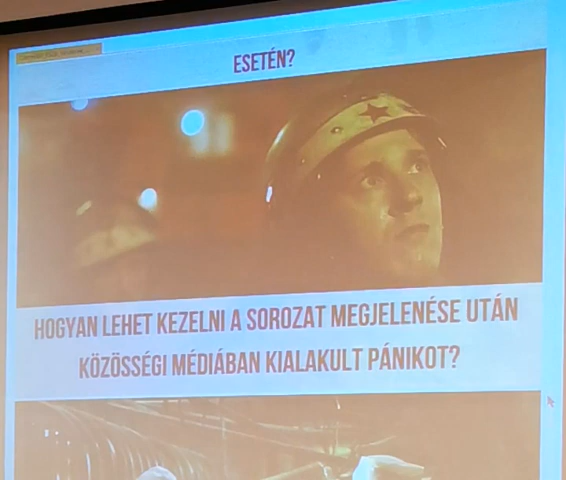 ESETÉN?
HOGYAN LEHET KEZELNI A SOROZAT MEGJELENÉSE UTÁN
KÖZÖSSÉGI MÉDIÁBAN KIALAKULT PÁNIKOT?